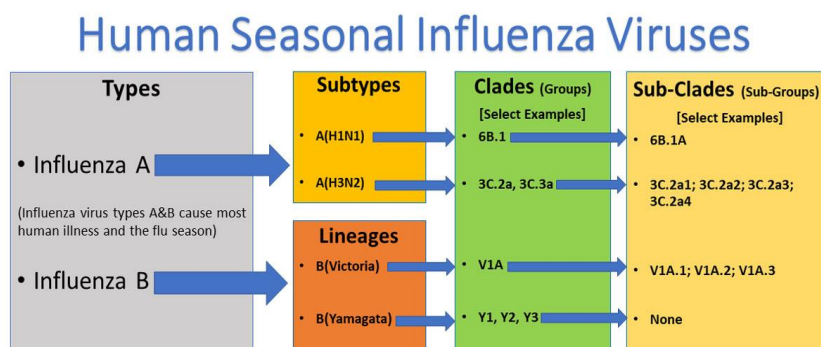 Human Seasonal Influenza Viruses
Types
• Influenza A
(Influenza virus types A&B cause most
human illness and the flu season)
• Influenza B
Subtypes
• A(H1N1)
• A(H3N2)
Lineages
• B(Victoria)
• B(Yamagata)
Clades (Groups)
[Select Examples]
• 6B.1
• 3C.2a, 3C.3a
• V1A
• Y1, Y2, Y3
Sub-Clades (Sub-Groups)
[Select Examples]
• 6B.1A
• 3C.2a1; 3C.2a2; 3C.2a3;
3C.2a4
• V1A.1; V1A.2; V1A.3
• None